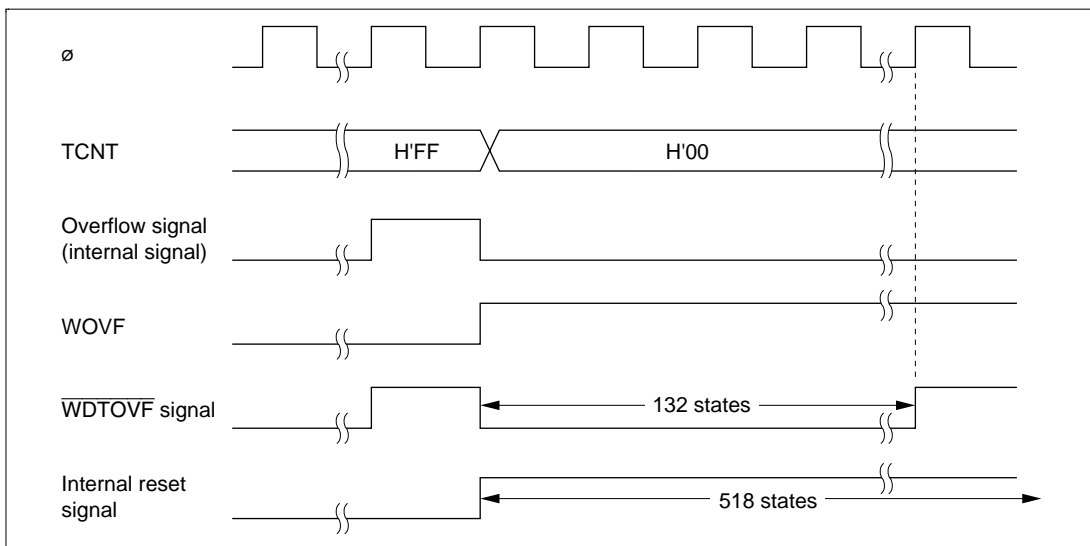 ø
TCNT
H'FF
H'00
Overflow signal
(internal signal)
WOVF
WDTOVF signal
132 states
Internal reset
signal
518 states